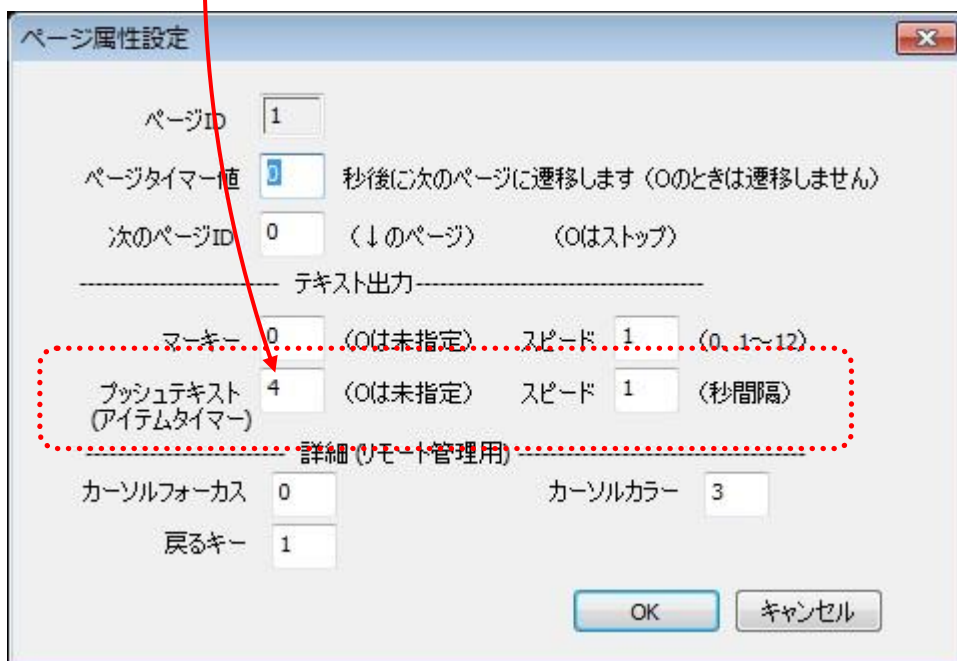 ページ属性設定
ページID 1
ページタイマー値 0 秒後に次のページに遷移します (0のときは遷移しません)
次のページID 0 (↓のページ) (0はストップ)
------------------------- テキスト出力------------------------------------
マーキー 0 (0は未指定) スピード 1 (0, 1～12)
プッシュテキスト 4 (0は未指定) スピード 1 (秒間隔)
(アイテムタイマー)
------------------------- 詳細 (リモート管理用) ------------------------------------
カーソルフォーカス 0 カーソルカラー 3
戻るキー 1
OK キャンセル